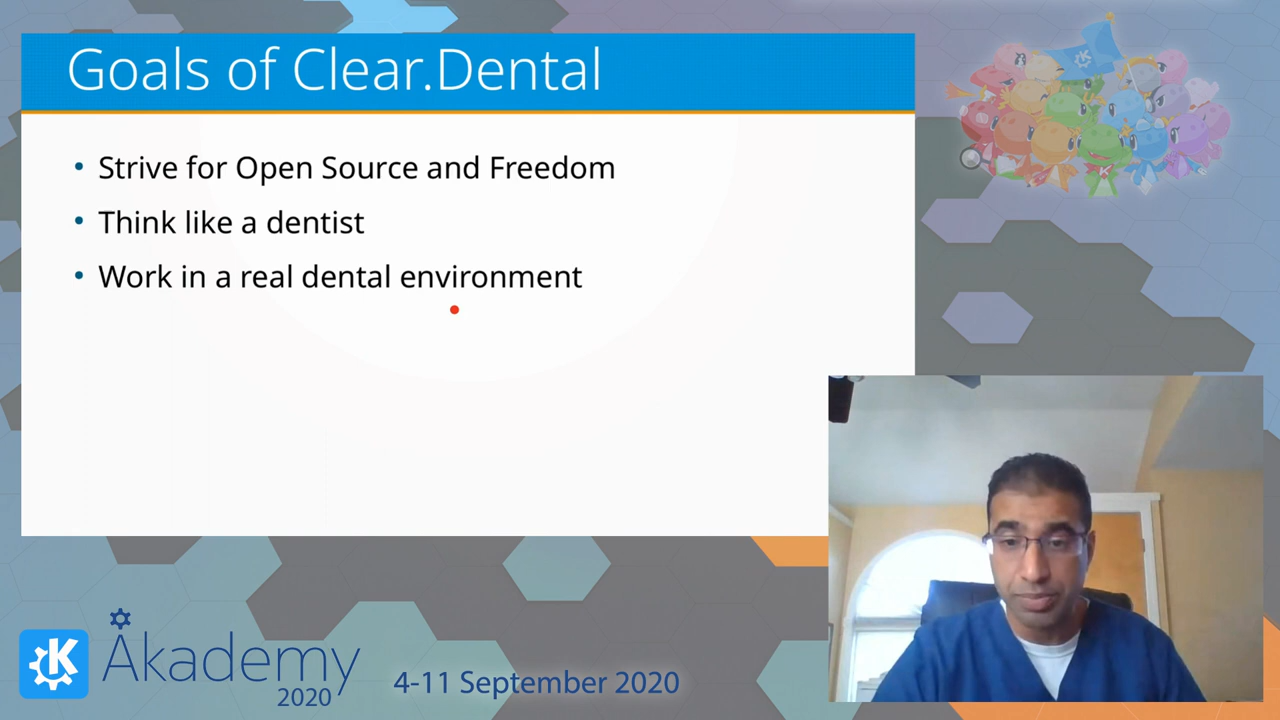 Goals of Clear.Dental
Strive for Open Source and Freedom
Think like a dentist
Work in a real dental environment
K
K
Akademy
2020
4-11 September 2020